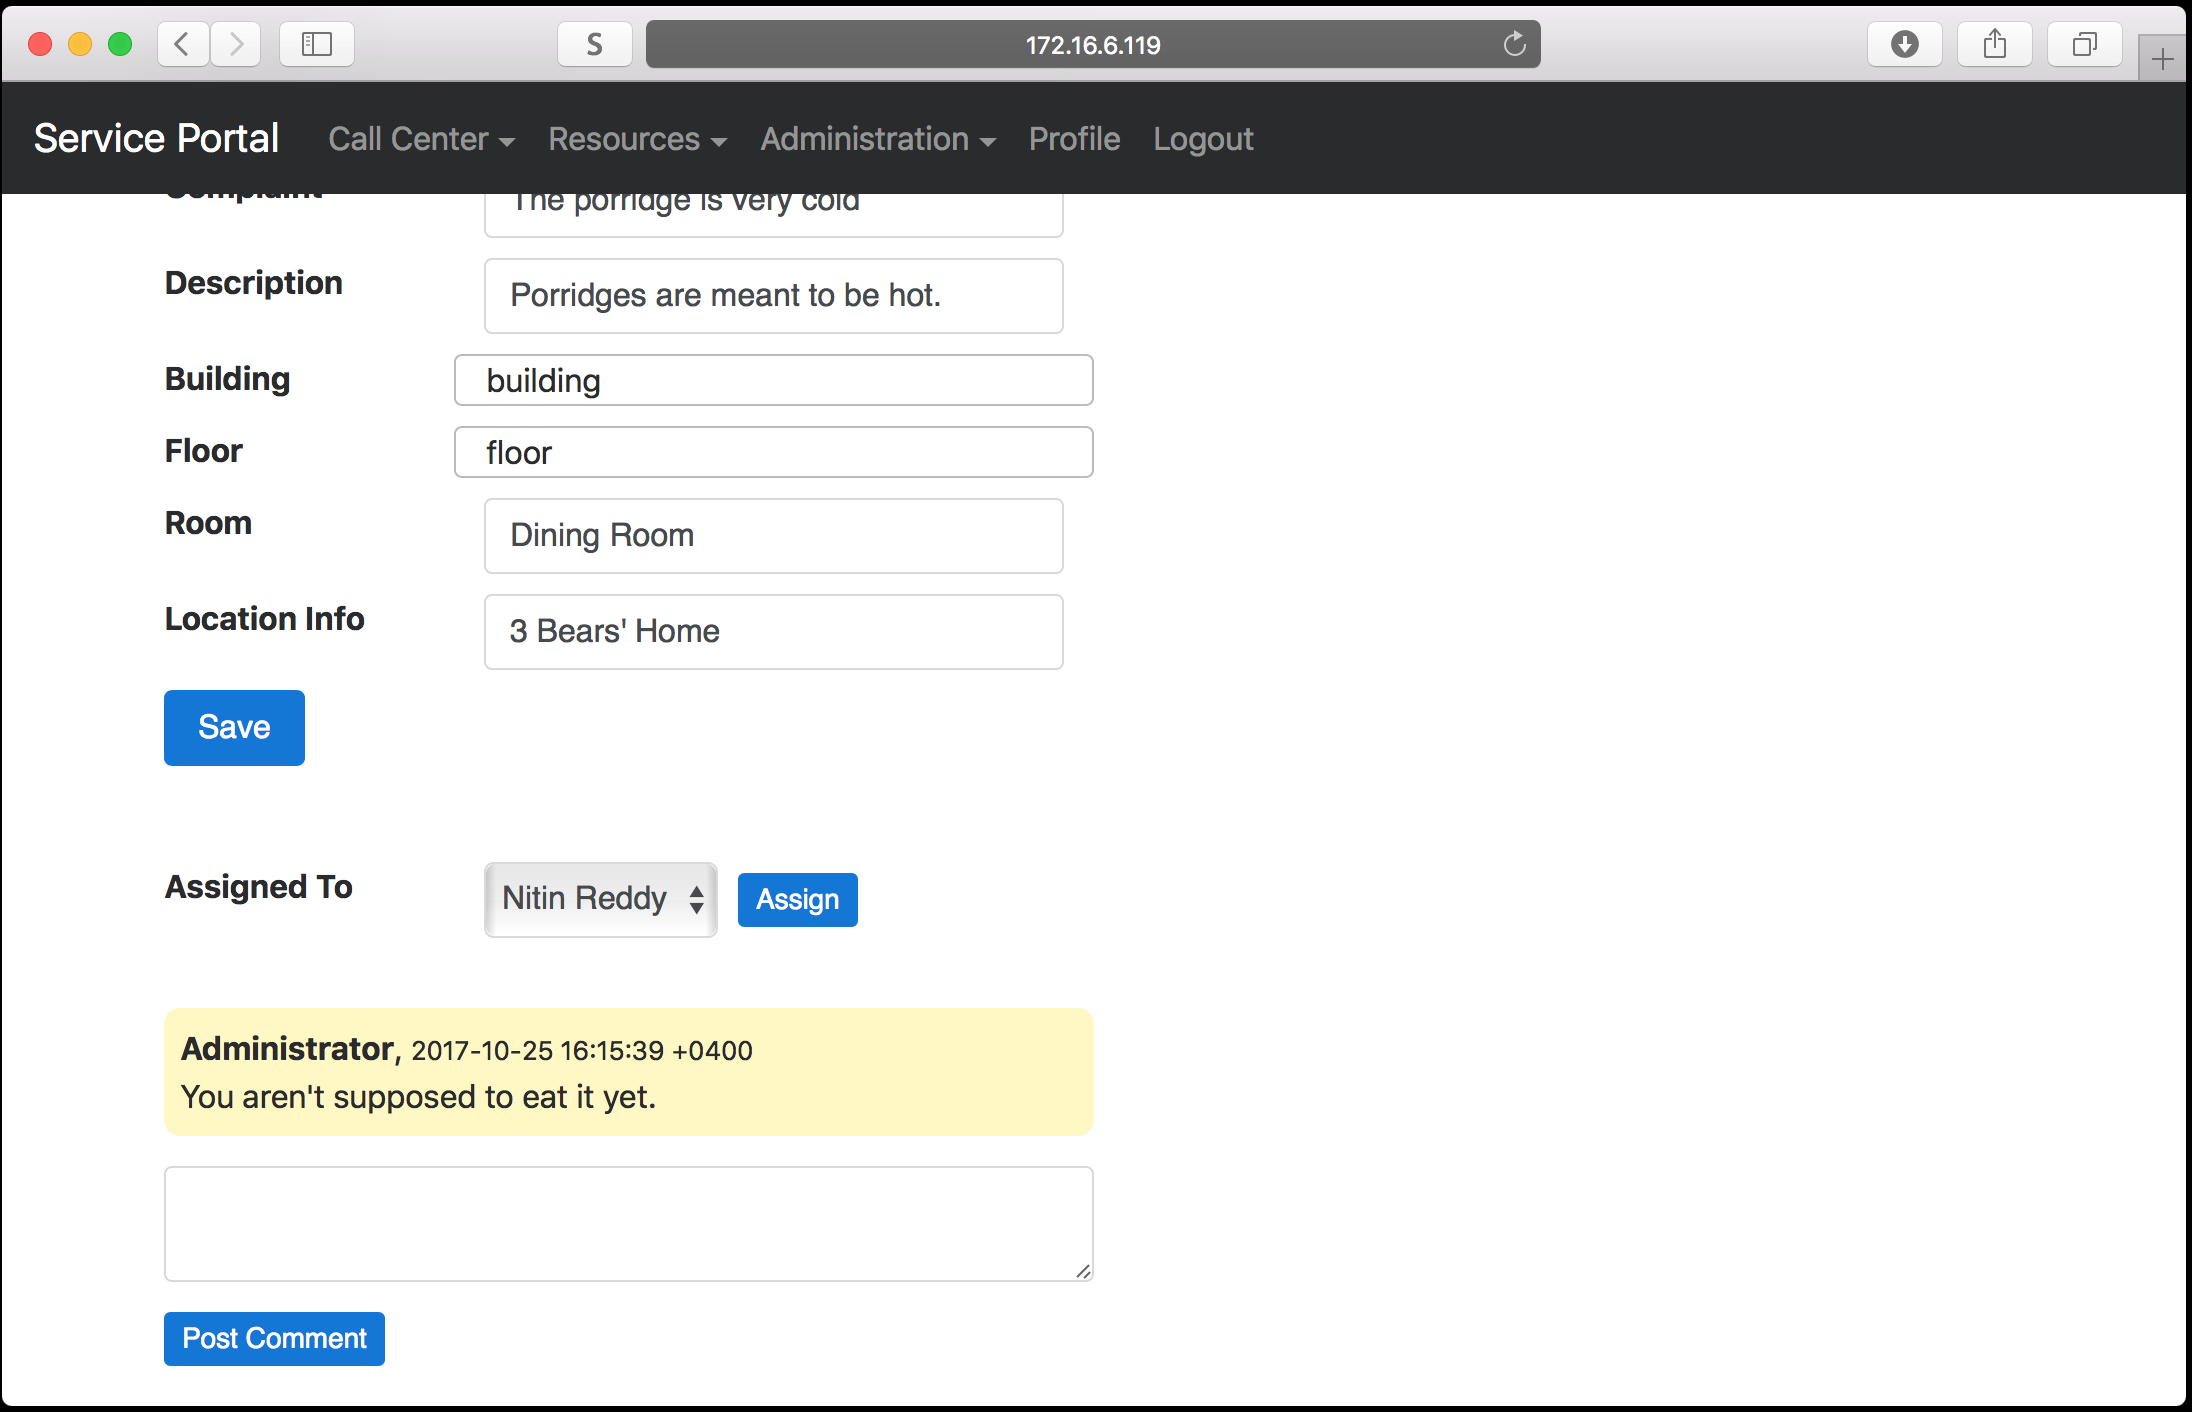 S
172.16.6.119
Service Portal Call Center Resources Administration Profile Logout
Complaint The porridge is very cold
Description Porridges are meant to be hot.
Building building
Floor floor
Room Dining Room
Location Info 3 Bears' Home
Save
Assigned To Nitin Reddy Assign
Administrator, 2017-10-25 16:15:39 +0400
You aren't supposed to eat it yet.
Post Comment